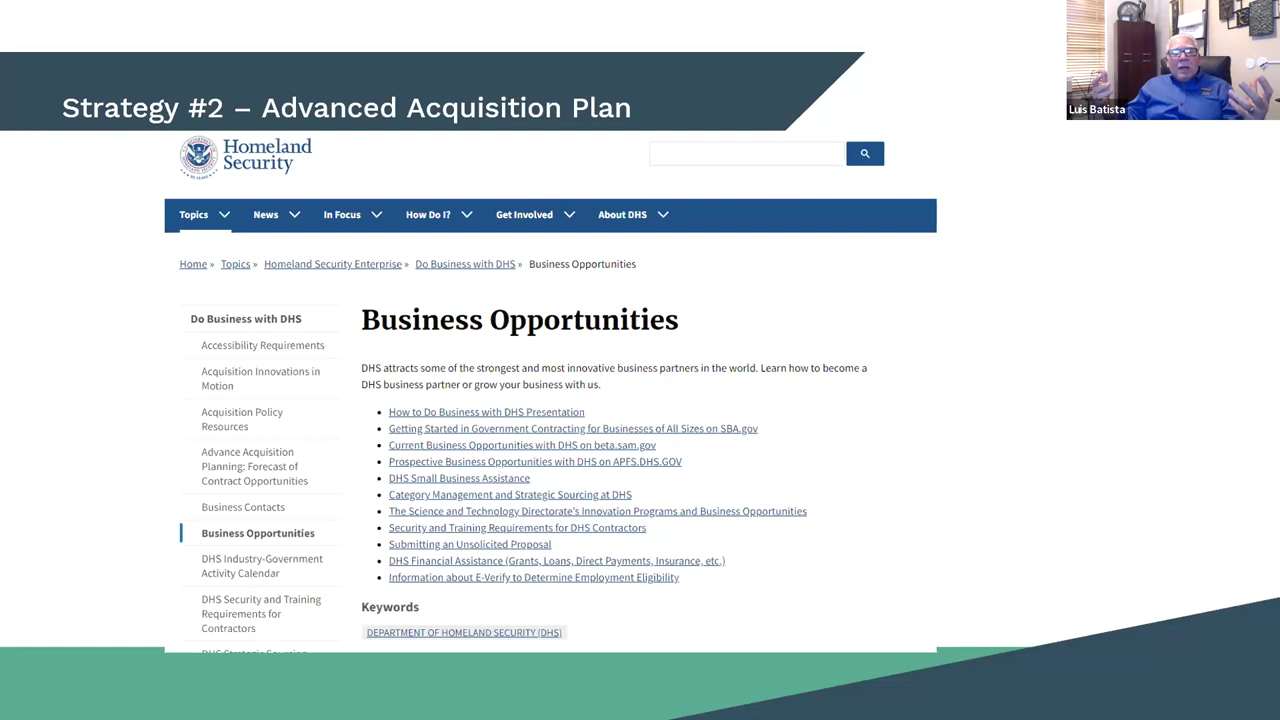 Strategy #2 – Advanced Acquisition Plan
Luis Batista
Homeland
Security
Topics
News
In Focus
How Do I?
Get Involved
About DHS
Home » Topics » Homeland Security Enterprise » Do Business with DHS » Business Opportunities
Do Business with DHS
Accessibility Requirements
Acquisition Innovations in
Motion
Acquisition Policy
Resources
Advance Acquisition
Planning: Forecast of
Contract Opportunities
Business Contacts
Business Opportunities
DHS Industry-Government
Activity Calendar
DHS Security and Training
Requirements for
Contractors
DHS Strategic Sourcing
Business Opportunities
DHS attracts some of the strongest and most innovative business partners in the world. Learn how to become a
DHS business partner or grow your business with us.
• How to Do Business with DHS Presentation
• Getting Started in Government Contracting for Businesses of All Sizes on SBA.gov
• Current Business Opportunities with DHS on beta.sam.gov
• Prospective Business Opportunities with DHS on APFS.DHS.GOV
• DHS Small Business Assistance
• Category Management and Strategic Sourcing at DHS
• The Science and Technology Directorate's Innovation Programs and Business Opportunities
• Security and Training Requirements for DHS Contractors
• Submitting an Unsolicited Proposal
• DHS Financial Assistance (Grants, Loans, Direct Payments, Insurance, etc.)
• Information about E-Verify to Determine Employment Eligibility
Keywords
DEPARTMENT OF HOMELAND SECURITY (DHS)